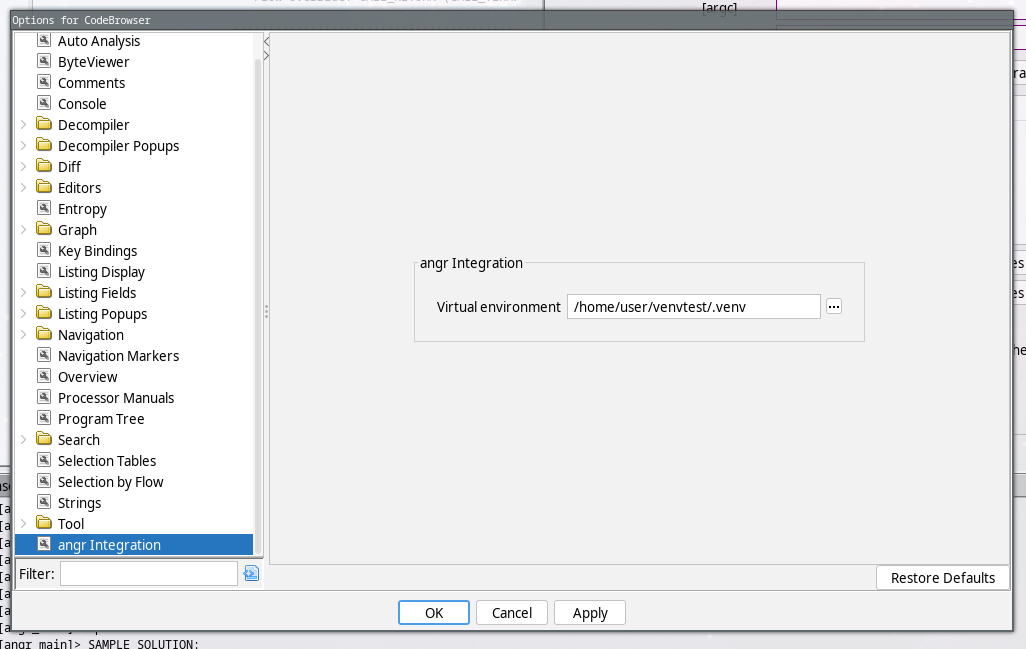 [argc]
Options for CodeBrowser
Auto Analysis
ByteViewer
Comments
Console
Decompiler
Decompiler Popups
Diff
Editors
Entropy
Graph
Key Bindings
Listing Display
Listing Fields
Listing Popups
Navigation
Navigation Markers
Overview
Processor Manuals
Program Tree
Search
Selection Tables
Selection by Flow
Strings
Tool
angr Integration
Filter:
angr Integration
Virtual environment /home/user/venvtest/.venv ...
Restore Defaults
OK Cancel Apply
[angr_main]> SAMPLE SOLUTION: